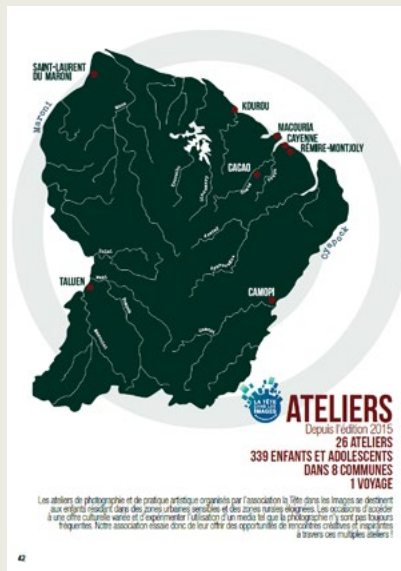 SAINT-LAURENT
DU MARONI
Maroni
KOUROU
MACOURIA
CAYENNE
RÉMIRE-MONTJOLY
CACAO
Oyapock
TALUEN
CAMOPI
LA TÊTE
DANS LES
IMAGES
ATELIERS
Depuis l'édition 2015
26 ATELIERS
339 ENFANTS ET ADOLESCENTS
DANS 8 COMMUNES
1 VOYAGE
Les ateliers de photographie et de pratique artistique organisés par l'association la Tête dans les Images se destinent
aux enfants résidant dans des zones urbaines sensibles et des zones rurales éloignées. Les occasions d'accéder
à une offre culturelle variée et d'expérimenter l'utilisation d'un media tel que la photographie n'y sont pas toujours
fréquentes. Notre association essaie donc de leur offrir des opportunités de rencontres créatives et inspirantes
à travers ces multiples ateliers !
42